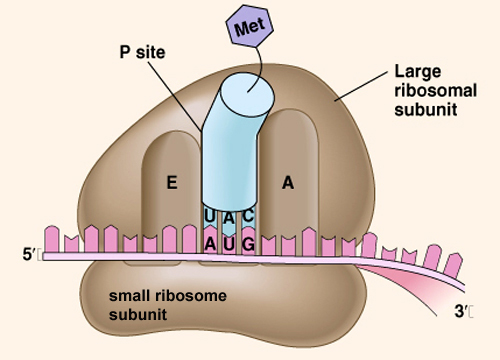 Met
P site
Large
ribosomal
subunit
E
A
U A C
A U G
5′
small ribosome
subunit
3′